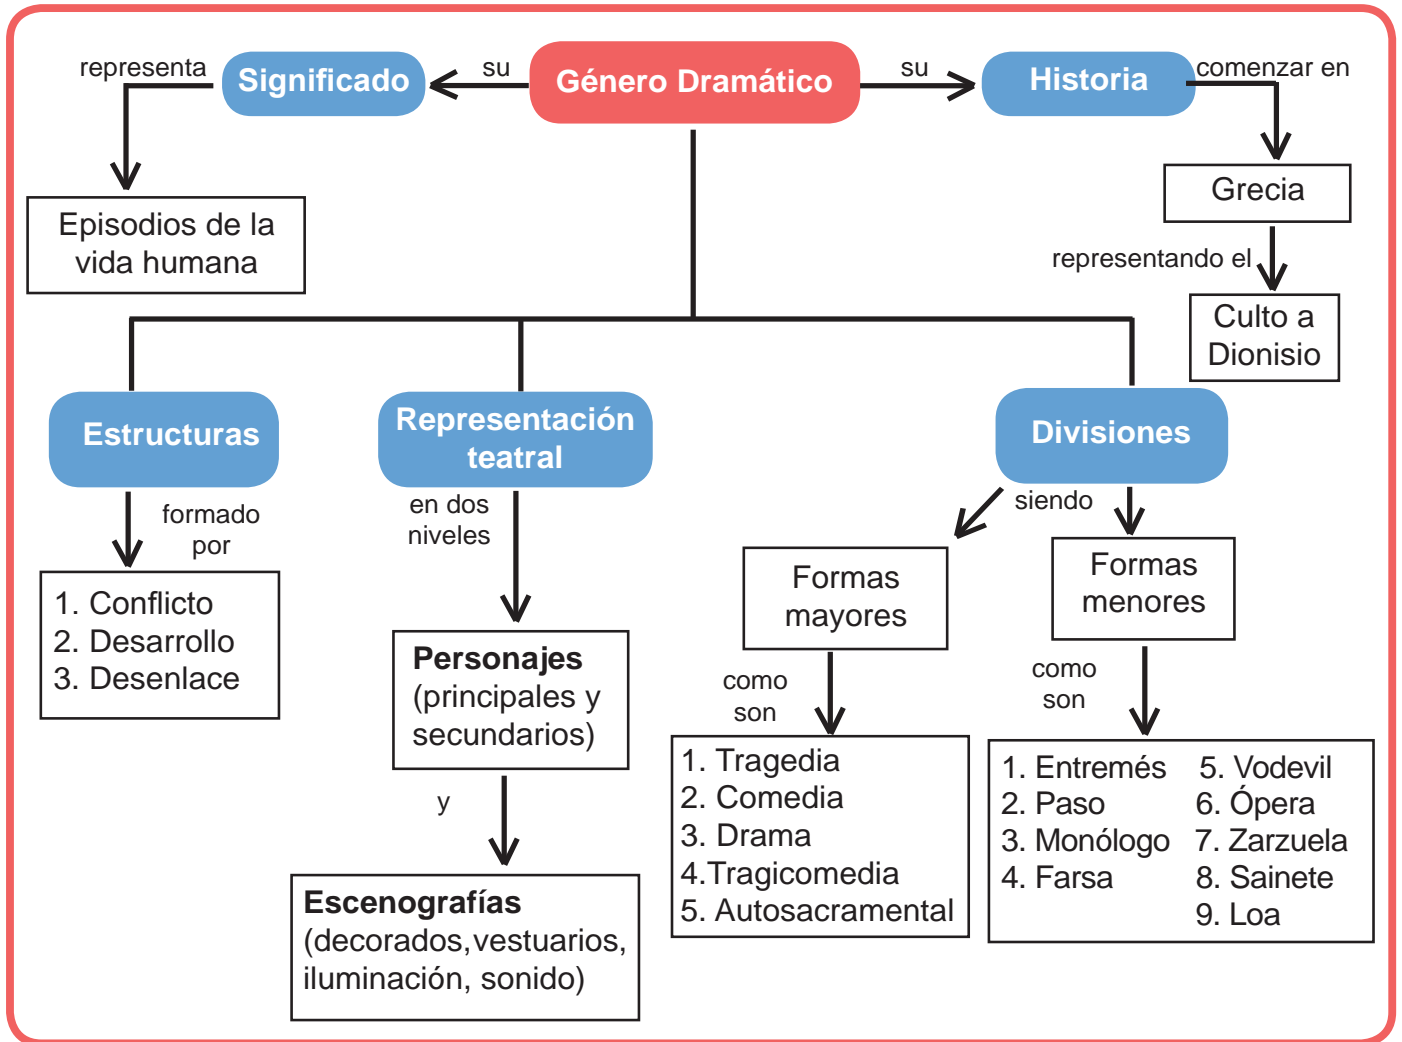 representa
Significado
su
Género Dramático
su
Historia
comenzar en
Episodios de la
vida humana
Grecia
representando el
Culto a
Dionisio
Estructuras
formado
por
1. Conflicto
2. Desarrollo
3. Desenlace
Representación
teatral
en dos
niveles
Personajes
(principales y
secundarios)
y
Escenografías
(decorados,vestuarios,
iluminación, sonido)
Divisiones
siendo
Formas
mayores
como
son
1. Tragedia
2. Comedia
3. Drama
4.Tragicomedia
5. Autosacramental
Formas
menores
como
son
1. Entremés
2. Paso
3. Monólogo
4. Farsa
5. Vodevil
6. Ópera
7. Zarzuela
8. Sainete
9. Loa